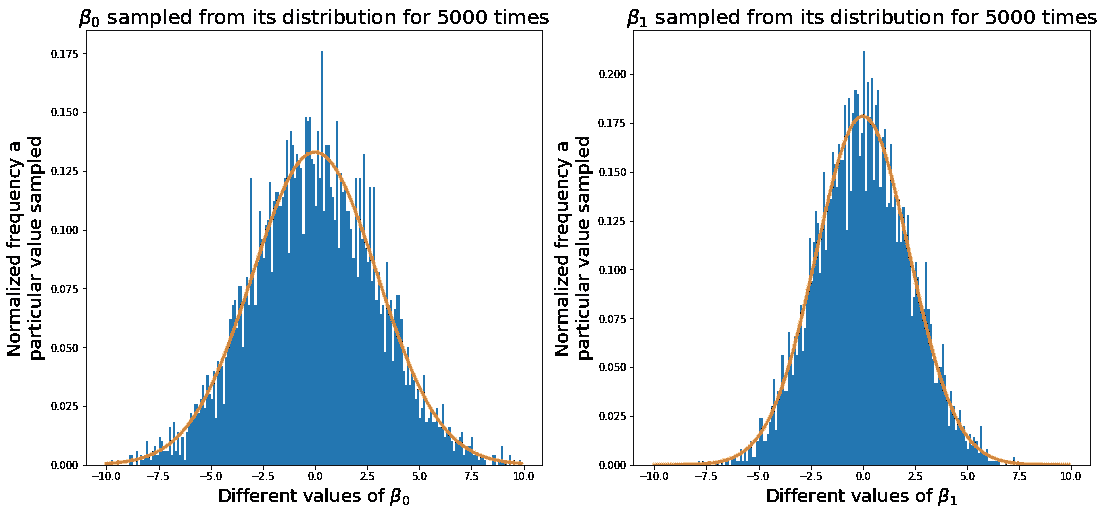 β₀ sampled from its distribution for 5000 times
Normalized frequency a
particular value sampled
0.175
0.150
0.125
0.100
0.075
0.050
0.025
0.000
−10.0 −7.5 −5.0 −2.5 0.0 2.5 5.0 7.5 10.0
Different values of β₀
β₁ sampled from its distribution for 5000 times
Normalized frequency a
particular value sampled
0.200
0.175
0.150
0.125
0.100
0.075
0.050
0.025
0.000
−10.0 −7.5 −5.0 −2.5 0.0 2.5 5.0 7.5 10.0
Different values of β₁